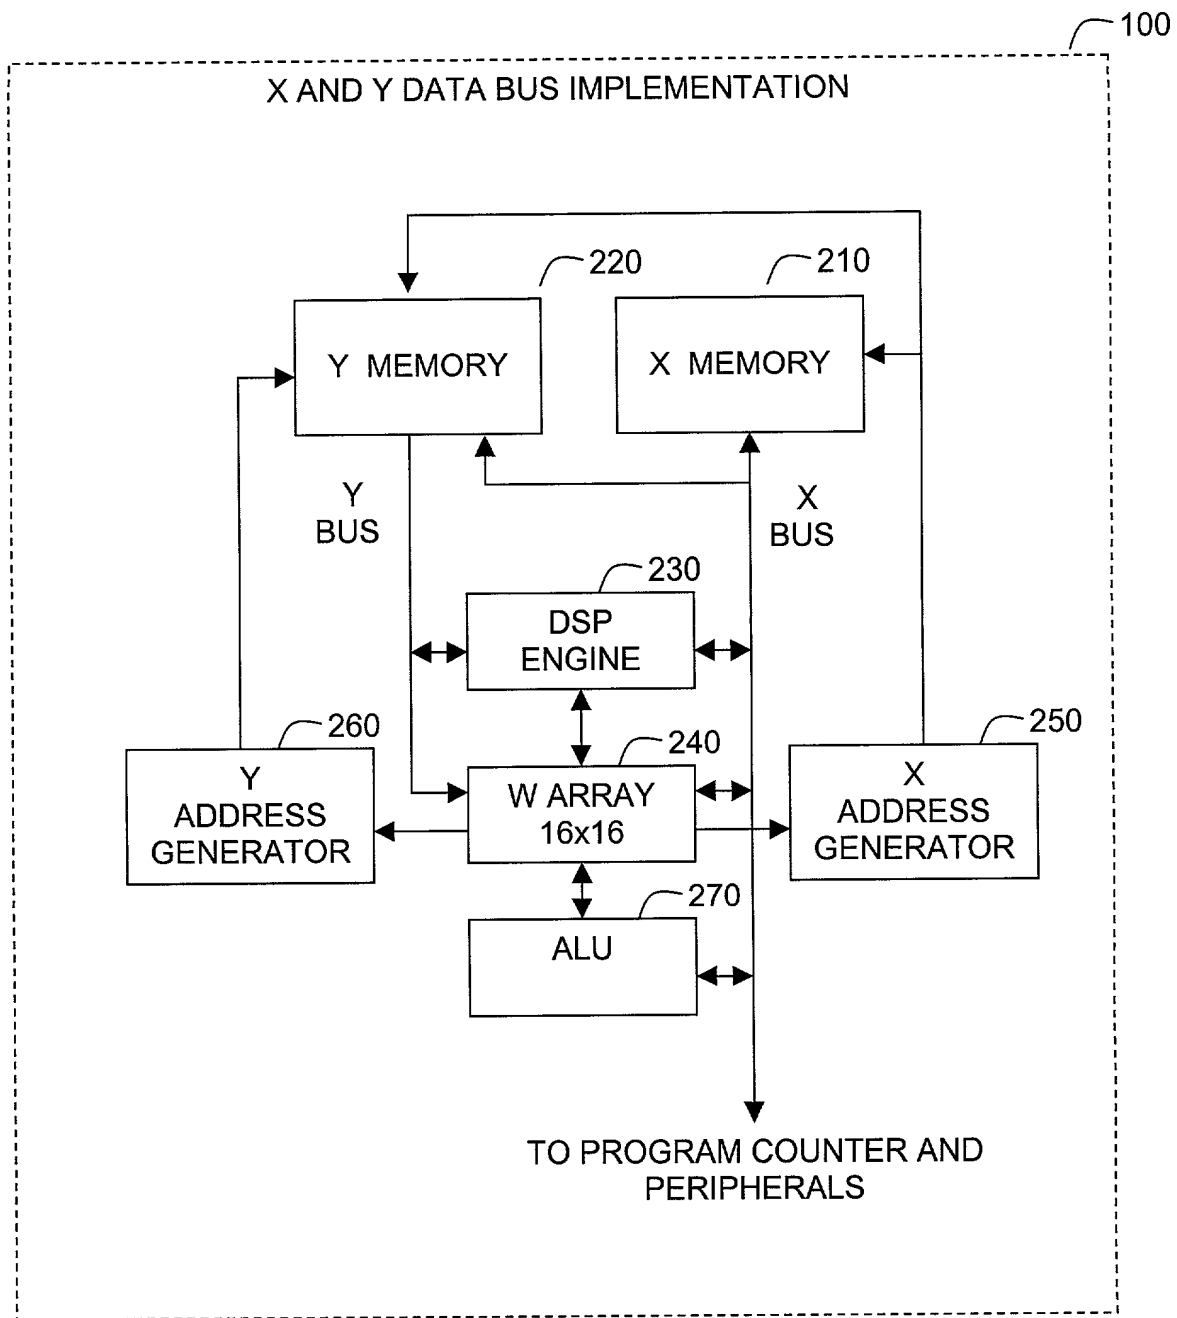 100
X AND Y DATA BUS IMPLEMENTATION
220
210
Y MEMORY
X MEMORY
Y
BUS
X
BUS
230
DSP
ENGINE
260
240
250
Y
ADDRESS
GENERATOR
W ARRAY
16x16
X
ADDRESS
GENERATOR
270
ALU
TO PROGRAM COUNTER AND
PERIPHERALS